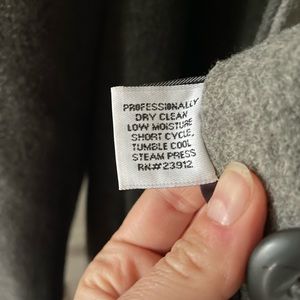 PROFESSIONALLY
DRY CLEAN
LOW MOISTURE
SHORT CYCLE,
TUMBLE COOL
STEAM PRESS
RN# 23912